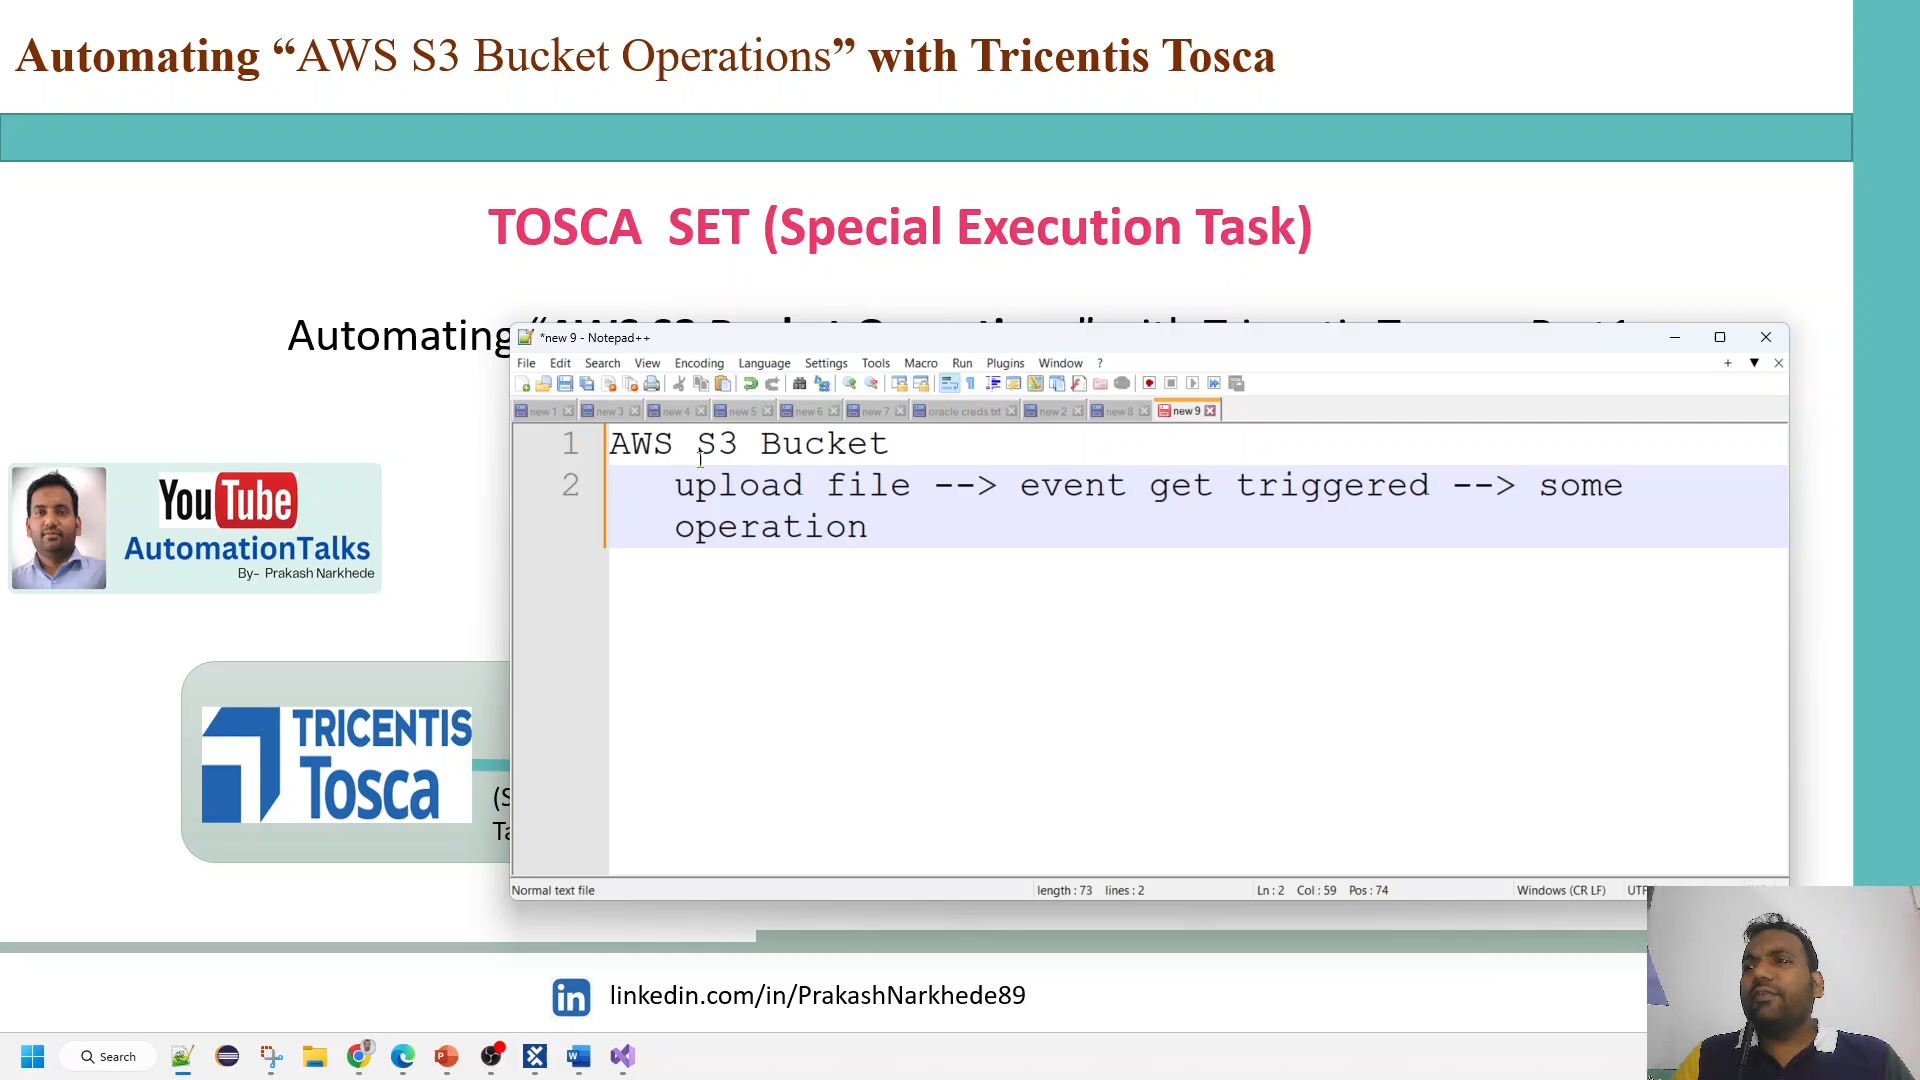 Automating “AWS S3 Bucket Operations” with Tricentis Tosca
TOSCA SET (Special Execution Task)
Automating
*new 9 - Notepad++
File Edit Search View Encoding Language Settings Tools Macro Run Plugins Window ?
new 1 new 3 new 4 new 5 new 6 new 7 oracle creds.txt new 2 new 8 new 9
1 AWS S3 Bucket
2 upload file --> event get triggered --> some
operation
YouTube
AutomationTalks
By- Prakash Narkhede
TRICENTIS
Tosca
Normal text file length : 73 lines : 2 Ln : 2 Col : 59 Pos : 74 Windows (CR LF)
in linkedin.com/in/PrakashNarkhede89
Search